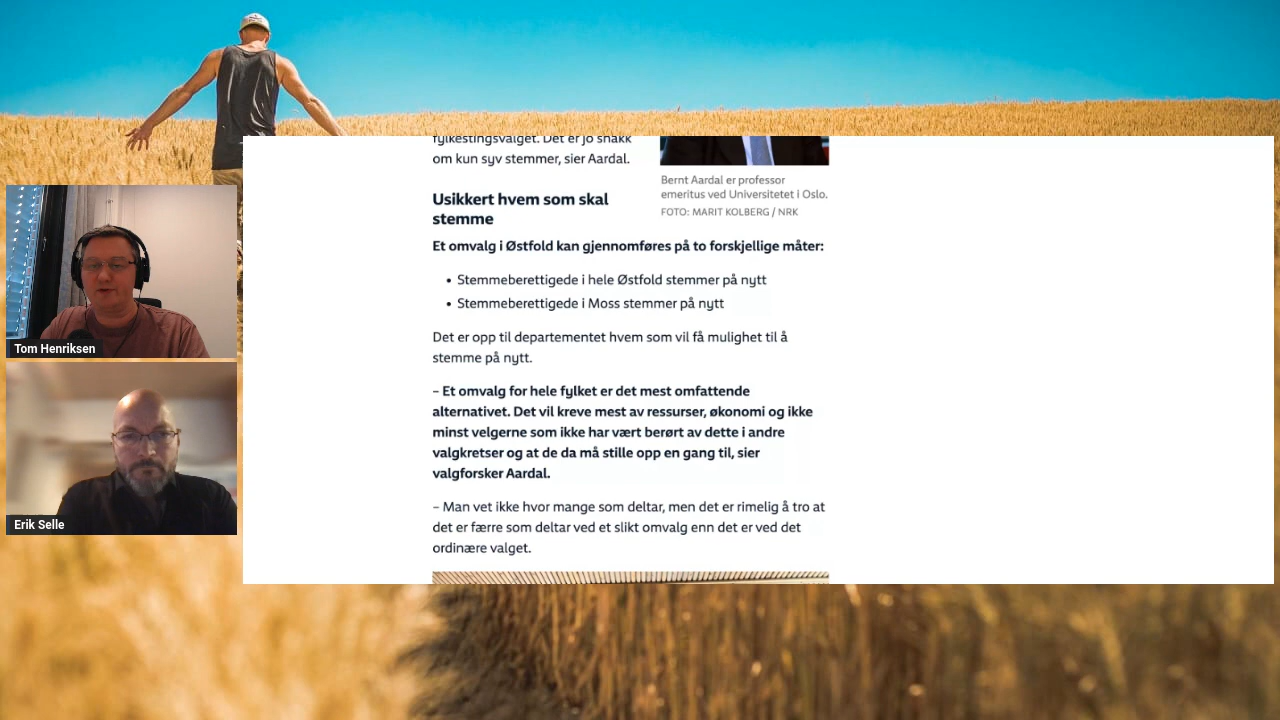 fylkestingsvalget. Det er jo snakk
om kun syv stemmer, sier Aardal.
Bernt Aardal er professor
emeritus ved Universitetet i Oslo.
FOTO: MARIT KOLBERG / NRK
Usikkert hvem som skal
stemme
Et omvalg i Østfold kan gjennomføres på to forskjellige måter:
• Stemmeberettigede i hele Østfold stemmer på nytt
• Stemmeberettigede i Moss stemmer på nytt
Det er opp til departementet hvem som vil få mulighet til å
stemme på nytt.
– Et omvalg for hele fylket er det mest omfattende
alternativet. Det vil kreve mest av ressurser, økonomi og ikke
minst velgerne som ikke har vært berørt av dette i andre
valgkretser og at de da må stille opp en gang til, sier
valgforsker Aardal.
– Man vet ikke hvor mange som deltar, men det er rimelig å tro at
det er færre som deltar ved et slikt omvalg enn det er ved det
ordinære valget.
Tom Henriksen
Erik Selle